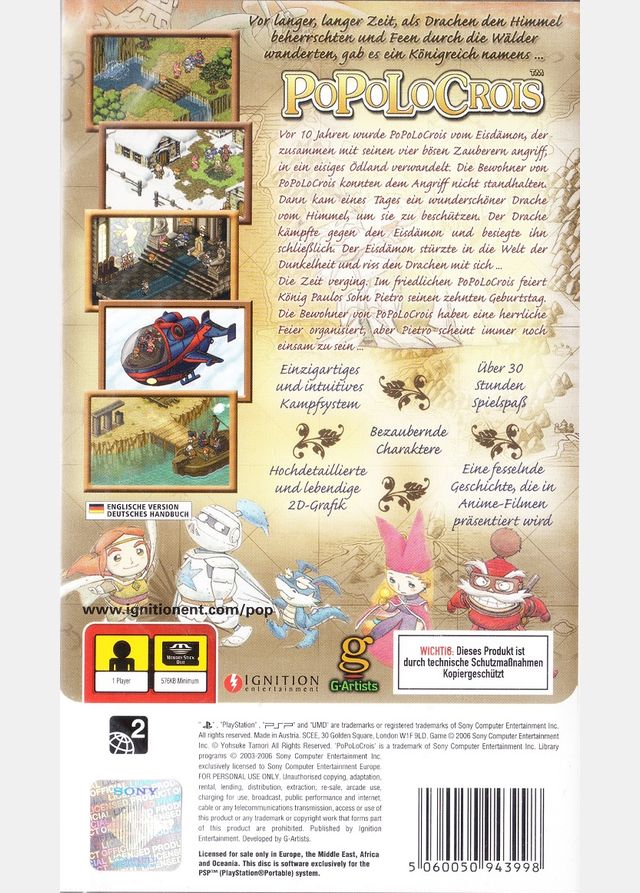 Vor langer, langer Zeit, als Drachen den Himmel
beherrschten und Feen durch die Wälder
wanderten, gab es ein Königreich namens ...
PoPoLoCrois™
Vor 10 Jahren wurde PoPoLoCrois vom Eisdämon, der
zusammen mit seinen vier bösen Zauberern angriff,
in ein eisiges Ödland verwandelt. Die Bewohner von
PoPoLoCrois konnten dem Angriff nicht standhalten.
Dann kam eines Tages ein wunderschöner Drache
vom Himmel, um sie zu beschützen. Der Drache
kämpfte gegen den Eisdämon und besiegte ihn
schließlich. Der Eisdämon stürzte in die Welt der
Dunkelheit und riss den Drachen mit sich ...
Die Zeit verging. Im friedlichen PoPoLoCrois feiert
König Paulos Sohn Pietro seinen zehnten Geburtstag.
Die Bewohner von PoPoLoCrois haben eine herrliche
Feier organisiert, aber Pietro scheint immer noch
einsam zu sein ...
Einzigartiges
und intuitives
Kampfsystem
Über 30
Stunden
Spielspaß
Bezaubernde
Charaktere
Hochdetaillierte
und lebendige
2D-Grafik
Eine fesselnde
Geschichte, die in
Anime-Filmen
präsentiert wird
ENGLISCHE VERSION
DEUTSCHES HANDBUCH
www.ignitionent.com/pop
MEMORY STICK
DUO
1 Player
576KB Minimum
IGNITION
entertainment
g
G-Artists
WICHTIG: Dieses Produkt ist
durch technische Schutzmaßnahmen
Kopiergeschützt
2
"PlayStation", "PSP" and "UMD" are trademarks or registered trademarks of Sony Computer Entertainment Inc.
All rights reserved. Made in Austria. SCEE, 30 Golden Square, London W1F 9LD. Game © 2006 Sony Computer Entertainment
Inc. © Yohsuke Tamori All Rights Reserved. 'PoPoLoCrois' is a trademark of Sony Computer Entertainment Inc. Library
programs © 2003-2006 Sony Computer Entertainment Inc.
exclusively licensed to Sony Computer Entertainment Europe.
FOR PERSONAL USE ONLY. Unauthorised copying, adaptation,
rental, lending, distribution, extraction, re-sale, arcade use,
charging for use, broadcast, public performance and internet,
cable or any telecommunications transmission, access or use of
this product or any trademark or copyright work that forms part
of this product are prohibited. Published by Ignition
Entertainment. Developed by G-Artists.
Licensed for sale only in Europe, the Middle East, Africa
and Oceania. This disc is software exclusively for the
PSP™ (PlayStation®Portable) system.
SONY
5 060050 943998